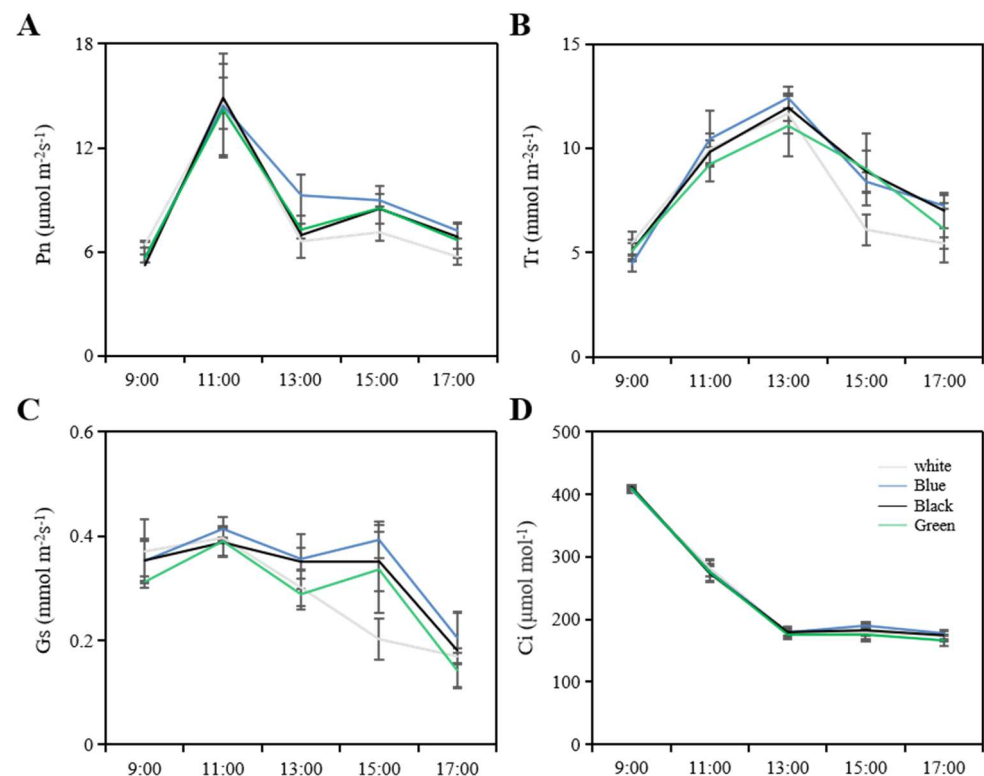 A
B
18
12
6
0
Pn (μmol m-2s-1)
9:00 11:00 13:00 15:00 17:00
15
10
5
0
Tr (mmol m-2s-1)
9:00 11:00 13:00 15:00 17:00
C
D
0.6
0.4
0.2
0
Gs (mmol m-2s-1)
9:00 11:00 13:00 15:00 17:00
500
400
300
200
100
0
Ci (μmol mol-1)
white
Blue
Black
Green
9:00 11:00 13:00 15:00 17:00